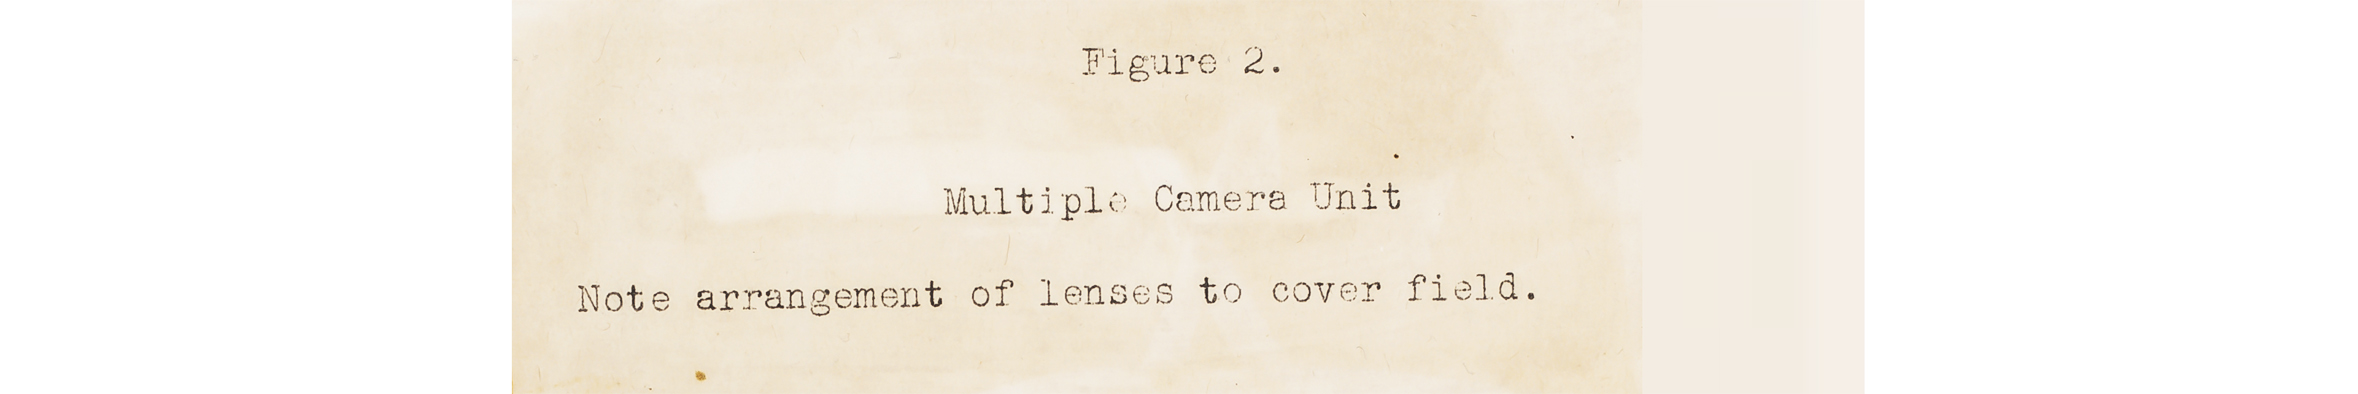 Figure 2.
Multiple Camera Unit
Note arrangement of lenses to cover field.